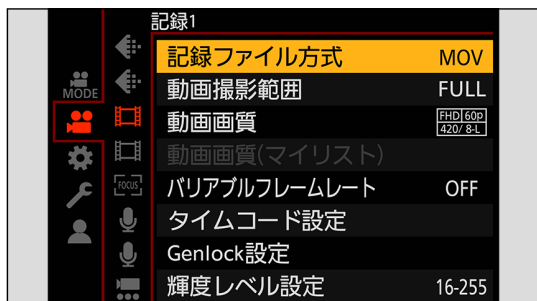 記録1
記録ファイル方式 MOV
MODE
動画撮影範囲 FULL
動画画質 FHD 60p
420/ 8-L
動画画質(マイリスト)
FOCUS
バリアブルフレームレート OFF
タイムコード設定
Genlock設定
輝度レベル設定 16-255